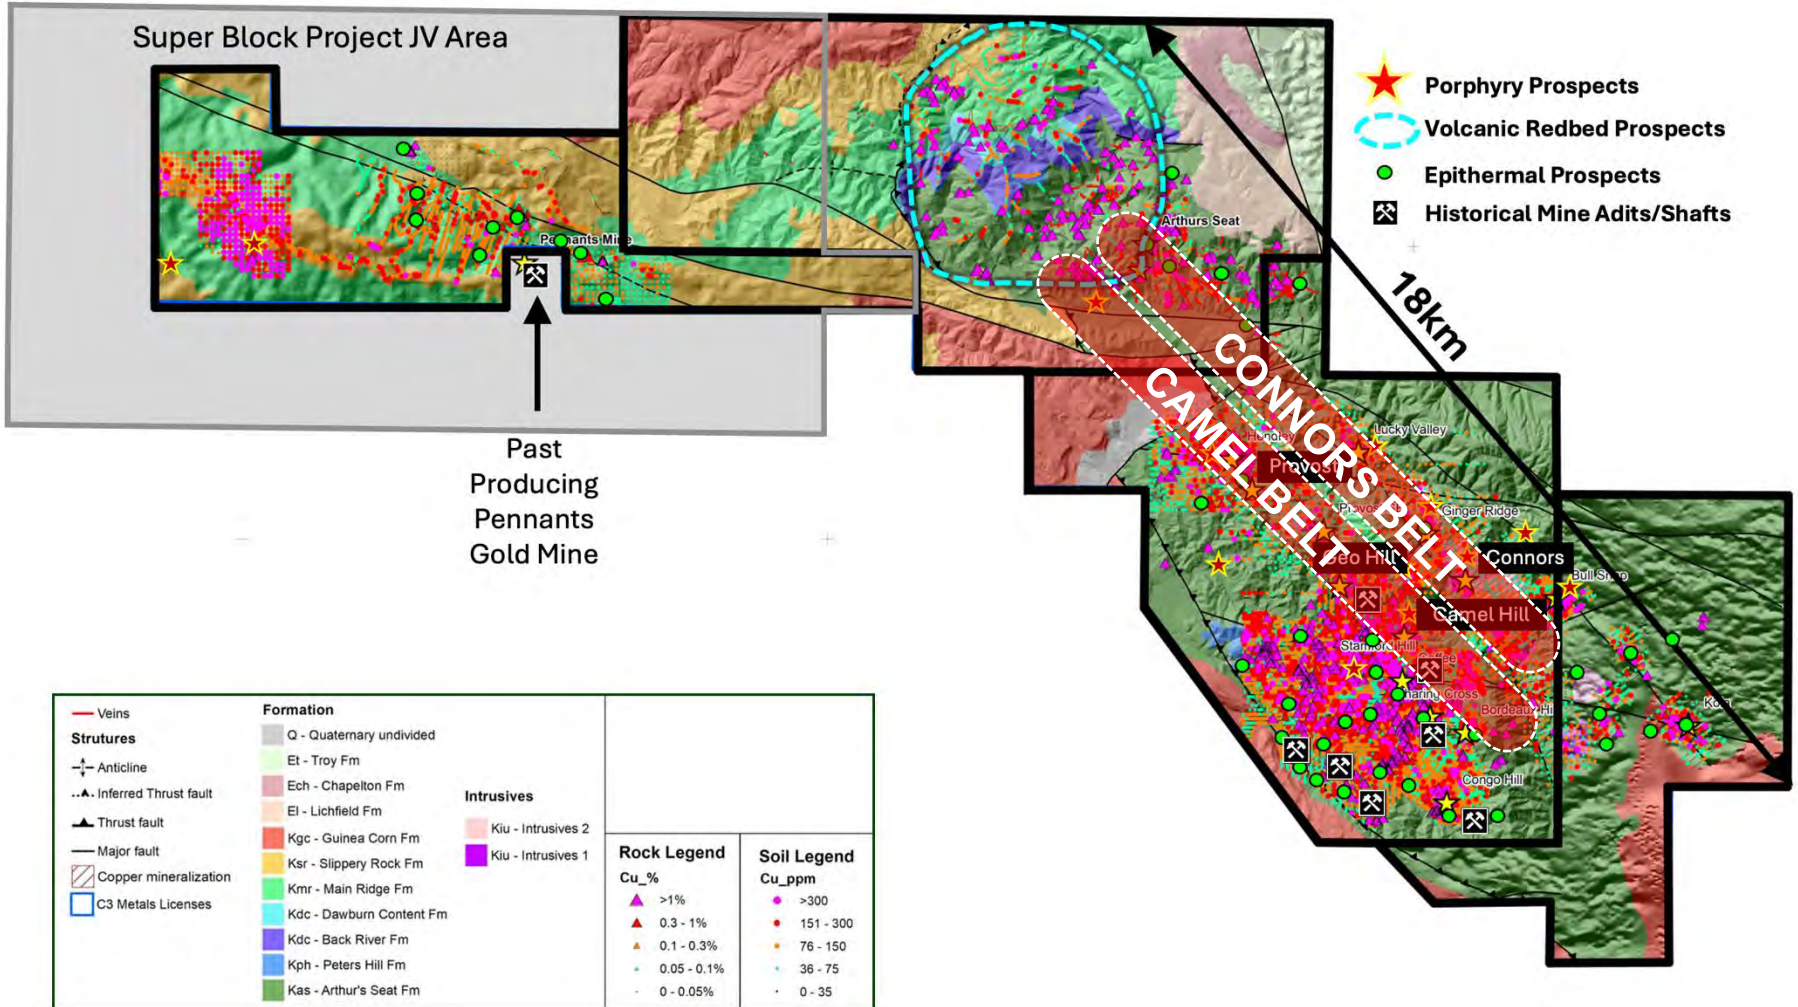 Super Block Project JV Area
Porphyry Prospects
Volcanic Redbed Prospects
Epithermal Prospects
Historical Mine Adits/Shafts
Arthurs Seat
Pennants Mine
18km
CONNORS BELT
CAMEL BELT
Lucky Valley
Hendley
Provost
Ginger Ridge
Geo Hill
Connors
Bull Snap
Camel Hill
Stamford Hill
Coffee
Charing Cross
Bordeaux Hi
Congo Hill
Past
Producing
Pennants
Gold Mine
Veins
Strutures
Anticline
Inferred Thrust fault
Thrust fault
Major fault
Copper mineralization
C3 Metals Licenses
Formation
Q - Quaternary undivided
Et - Troy Fm
Ech - Chapelton Fm
El - Lichfield Fm
Kgc - Guinea Corn Fm
Ksr - Slippery Rock Fm
Kmr - Main Ridge Fm
Kdc - Dawburn Content Fm
Kdc - Back River Fm
Kph - Peters Hill Fm
Kas - Arthur's Seat Fm
Intrusives
Kiu - Intrusives 2
Kiu - Intrusives 1
Rock Legend
Cu_%
>1%
0.3 - 1%
0.1 - 0.3%
0.05 - 0.1%
0 - 0.05%
Soil Legend
Cu_ppm
>300
151 - 300
76 - 150
36 - 75
0 - 35